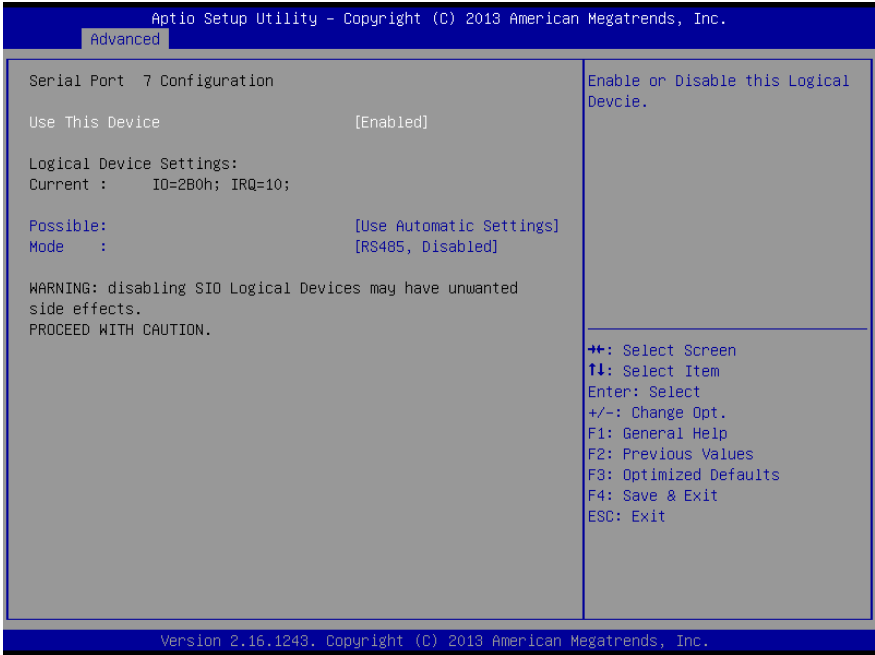 Aptio Setup Utility – Copyright (C) 2013 American Megatrends, Inc.
Advanced
Serial Port 7 Configuration
Use This Device [Enabled]
Logical Device Settings:
Current : IO=2B0h; IRQ=10;
Possible: [Use Automatic Settings]
Mode : [RS485, Disabled]
WARNING: disabling SIO Logical Devices may have unwanted
side effects.
PROCEED WITH CAUTION.
Enable or Disable this Logical
Devcie.
→←: Select Screen
↑↓: Select Item
Enter: Select
+/-: Change Opt.
F1: General Help
F2: Previous Values
F3: Optimized Defaults
F4: Save & Exit
ESC: Exit
Version 2.16.1243. Copyright (C) 2013 American Megatrends, Inc.